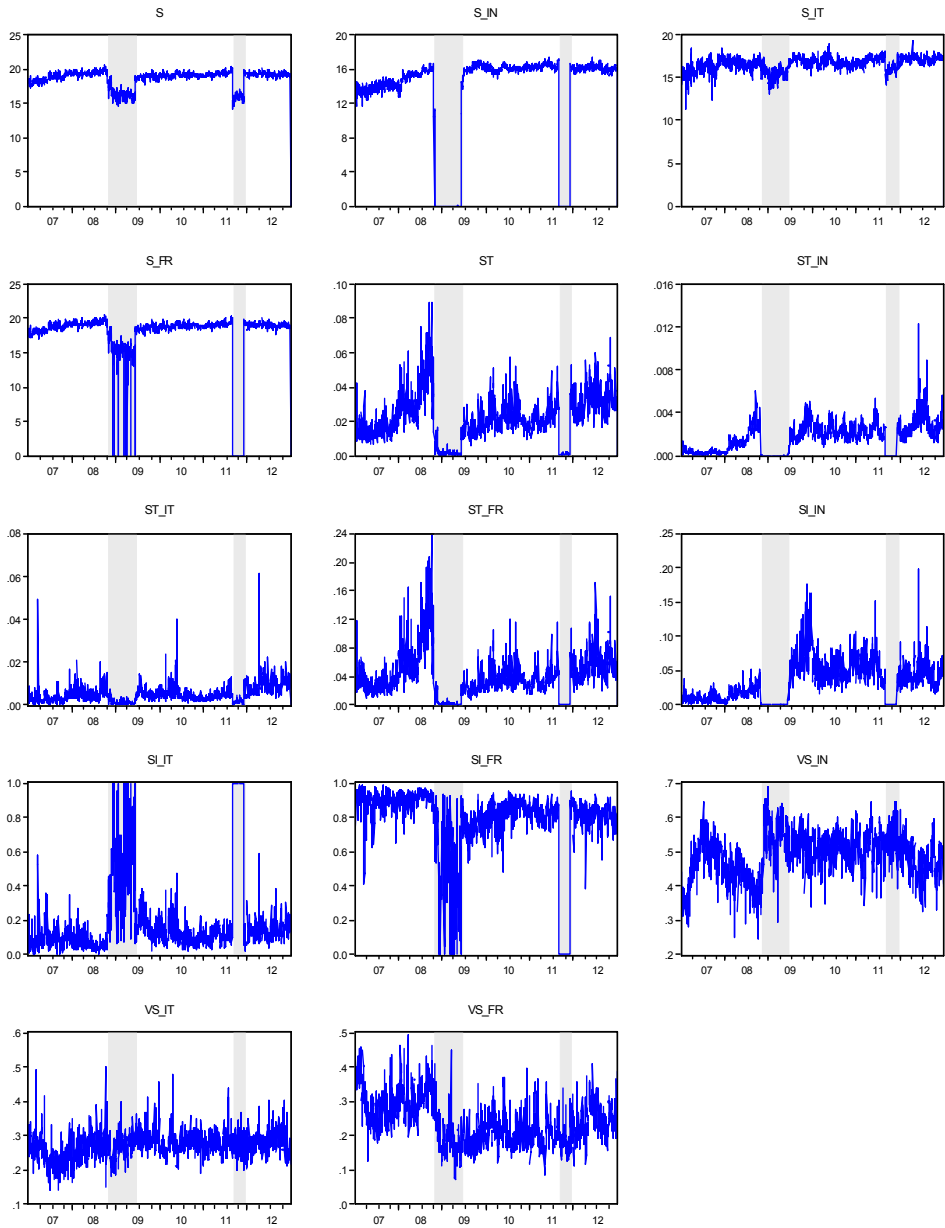 S
25
20
15
10
5
0
07 08 09 10 11 12
S_IN
20
16
12
8
4
0
07 08 09 10 11 12
S_IT
20
15
10
5
0
07 08 09 10 11 12
S_FR
25
20
15
10
5
0
07 08 09 10 11 12
ST
.10
.08
.06
.04
.02
.00
07 08 09 10 11 12
ST_IN
.016
.012
.008
.004
.000
07 08 09 10 11 12
ST_IT
.08
.06
.04
.02
.00
07 08 09 10 11 12
ST_FR
.24
.20
.16
.12
.08
.04
.00
07 08 09 10 11 12
SI_IN
.25
.20
.15
.10
.05
.00
07 08 09 10 11 12
SI_IT
1.0
0.8
0.6
0.4
0.2
0.0
07 08 09 10 11 12
SI_FR
1.0
0.8
0.6
0.4
0.2
0.0
07 08 09 10 11 12
VS_IN
.7
.6
.5
.4
.3
.2
07 08 09 10 11 12
VS_IT
.6
.5
.4
.3
.2
.1
07 08 09 10 11 12
VS_FR
.5
.4
.3
.2
.1
.0
07 08 09 10 11 12